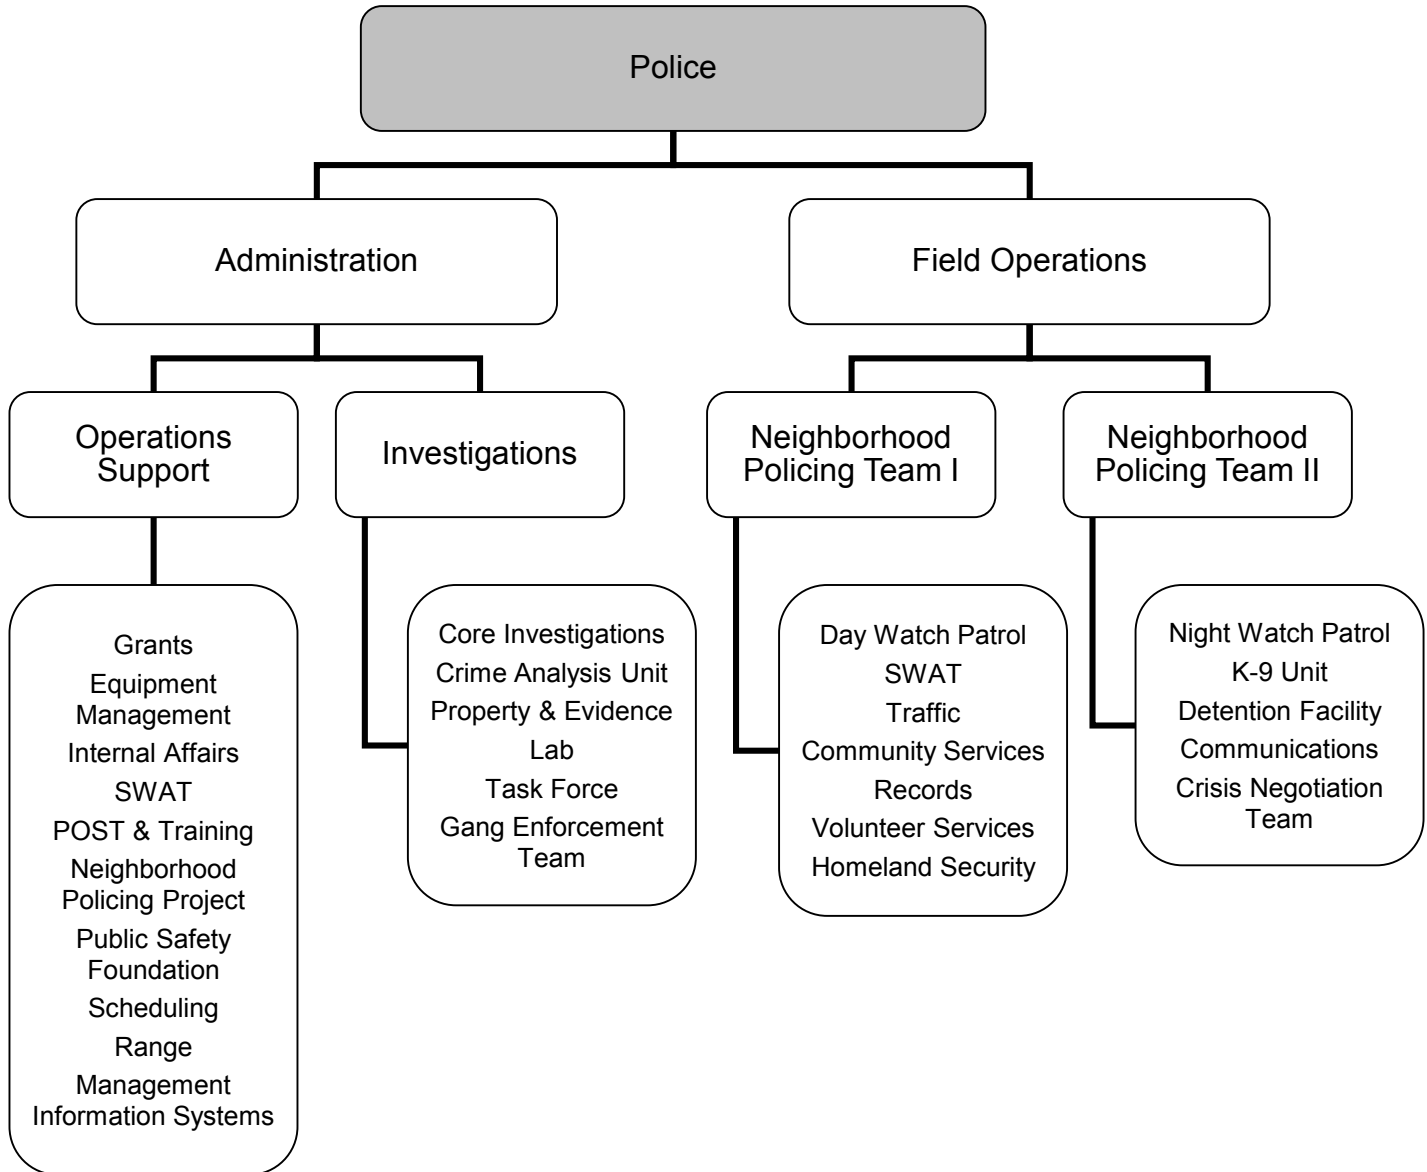 Police
Administration
Field Operations
Operations
Support
Investigations
Neighborhood
Policing Team I
Neighborhood
Policing Team II
Grants
Equipment
Management
Internal Affairs
SWAT
POST & Training
Neighborhood
Policing Project
Public Safety
Foundation
Scheduling
Range
Management
Information Systems
Core Investigations
Crime Analysis Unit
Property & Evidence
Lab
Task Force
Gang Enforcement
Team
Day Watch Patrol
SWAT
Traffic
Community Services
Records
Volunteer Services
Homeland Security
Night Watch Patrol
K-9 Unit
Detention Facility
Communications
Crisis Negotiation
Team